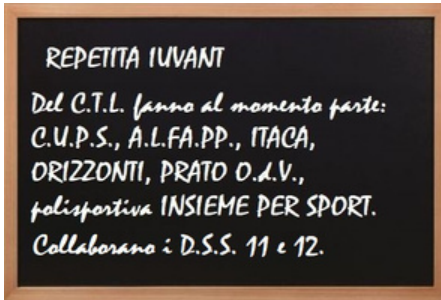 REPETITA IUVANT
Del C.T.L. fanno al momento parte:
C.U.P.S., A.L.FA.PP., ITACA,
ORIZZONTI, PRATO O.d.V.,
polisportiva INSIEME PER SPORT.
Collaborano i D.S.S. 11 e 12.